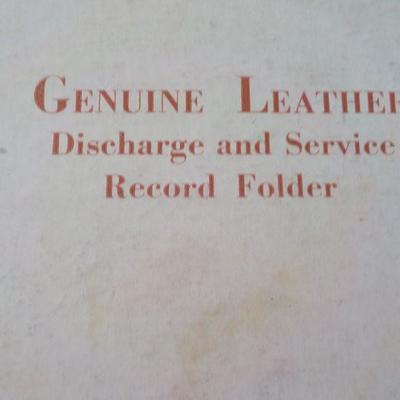 GENUINE LEATHER
Discharge and Service
Record Folder